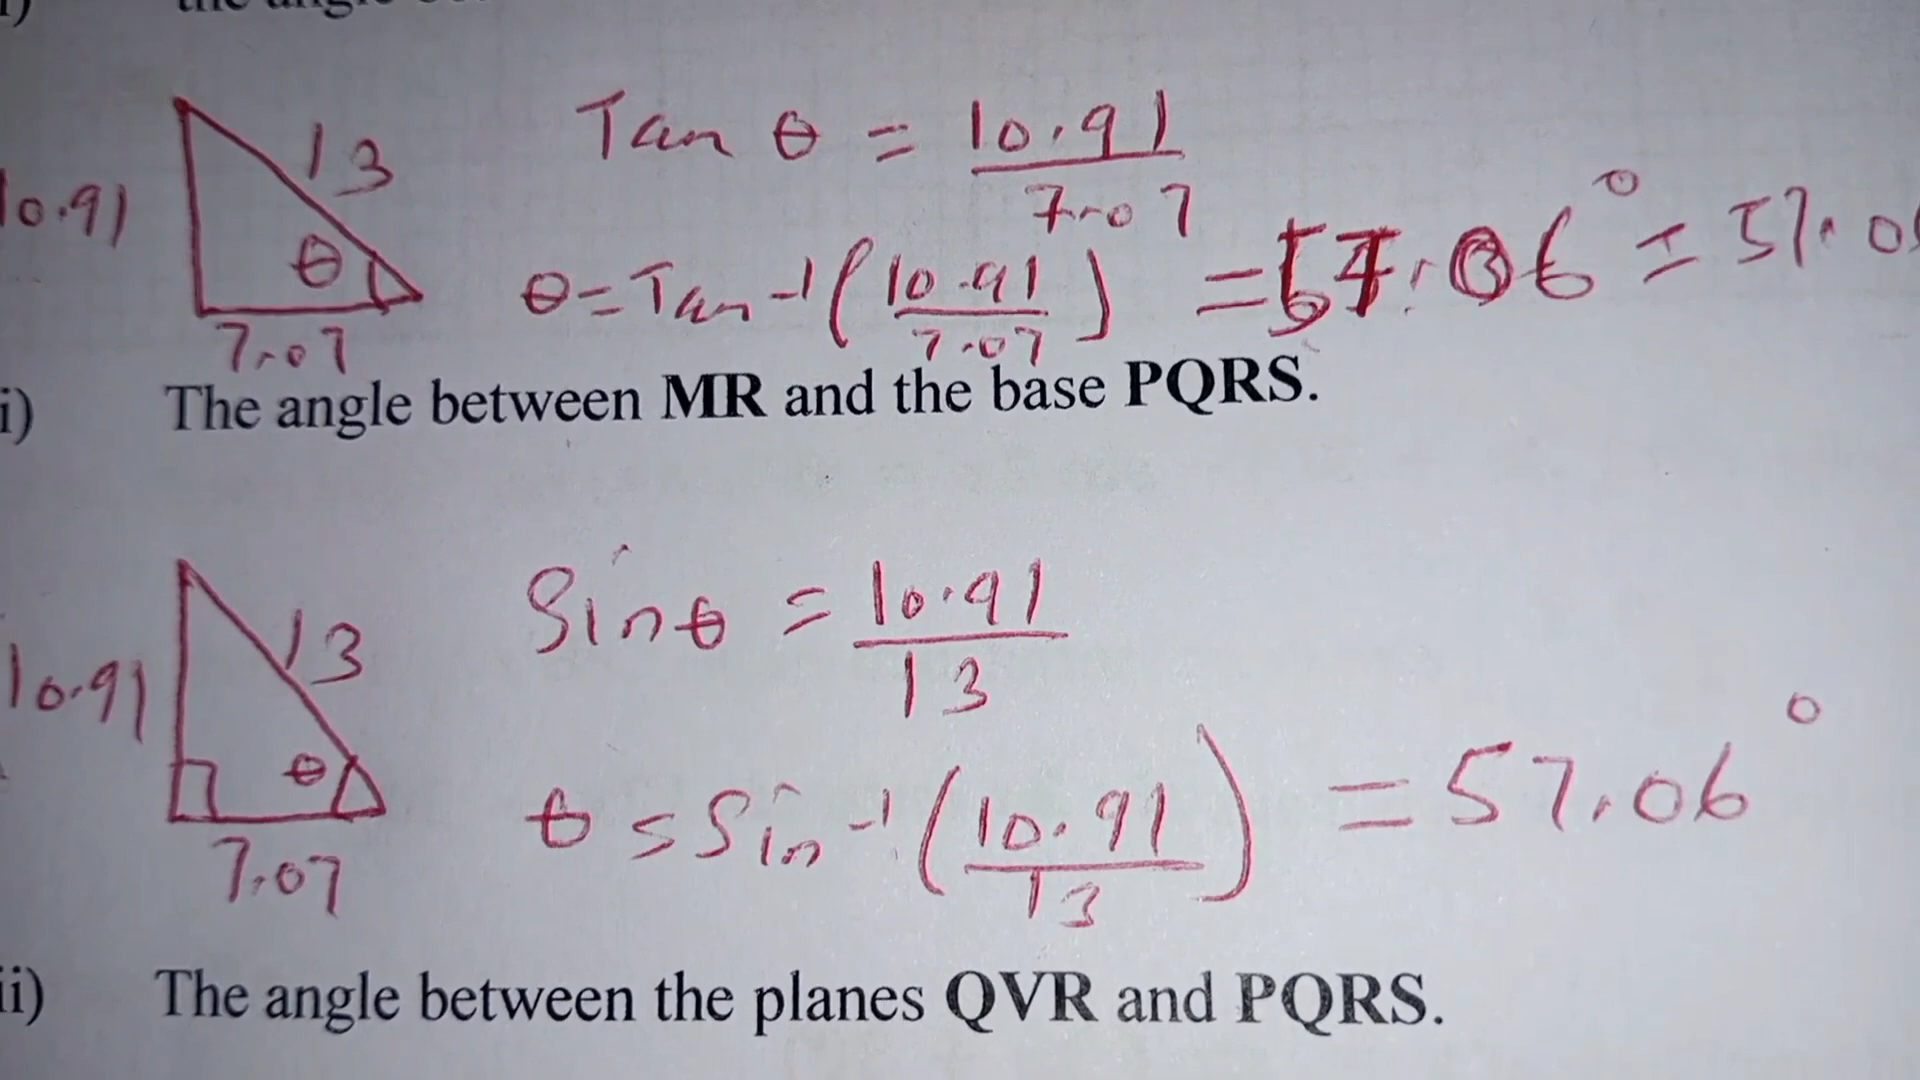 the angle
10.91
13
θ
7.07
Tan θ = 10.91
7.07
θ = Tan -1 ( 10.91 / 7.07 ) = 57.06° = 57.0
i) The angle between MR and the base PQRS.
10.91
13
θ
7.07
Sin θ = 10.91
13
θ = Sin -1 ( 10.91 / 13 ) = 57.06°
ii) The angle between the planes QVR and PQRS.